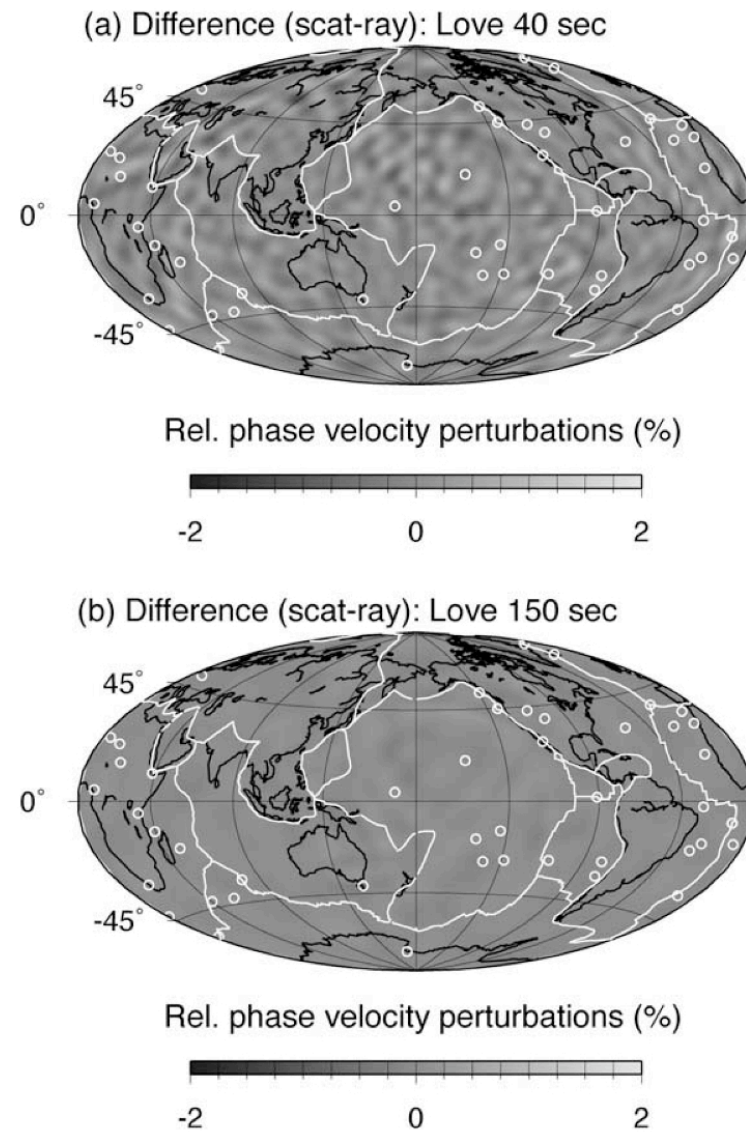 (a) Difference (scat-ray): Love 40 sec
45°
0°
-45°
Rel. phase velocity perturbations (%)
-2 0 2
(b) Difference (scat-ray): Love 150 sec
45°
0°
-45°
Rel. phase velocity perturbations (%)
-2 0 2